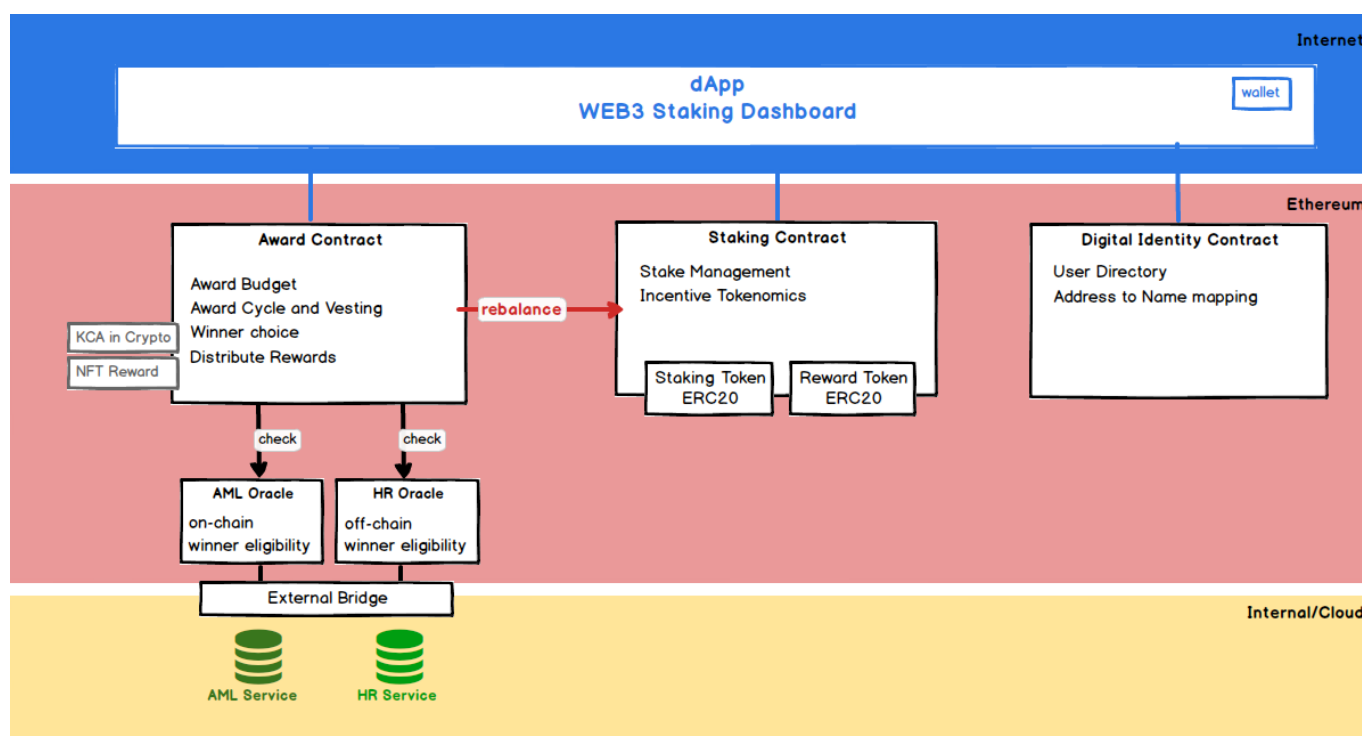 Internet
dApp
WEB3 Staking Dashboard
wallet
Ethereum
Award Contract
Award Budget
Award Cycle and Vesting
Winner choice
Distribute Rewards
KCA in Crypto
NFT Reward
rebalance
Staking Contract
Stake Management
Incentive Tokenomics
Staking Token
ERC20
Reward Token
ERC20
Digital Identity Contract
User Directory
Address to Name mapping
check
check
AML Oracle
on-chain
winner eligibility
HR Oracle
off-chain
winner eligibility
External Bridge
Internal/Cloud
AML Service
HR Service